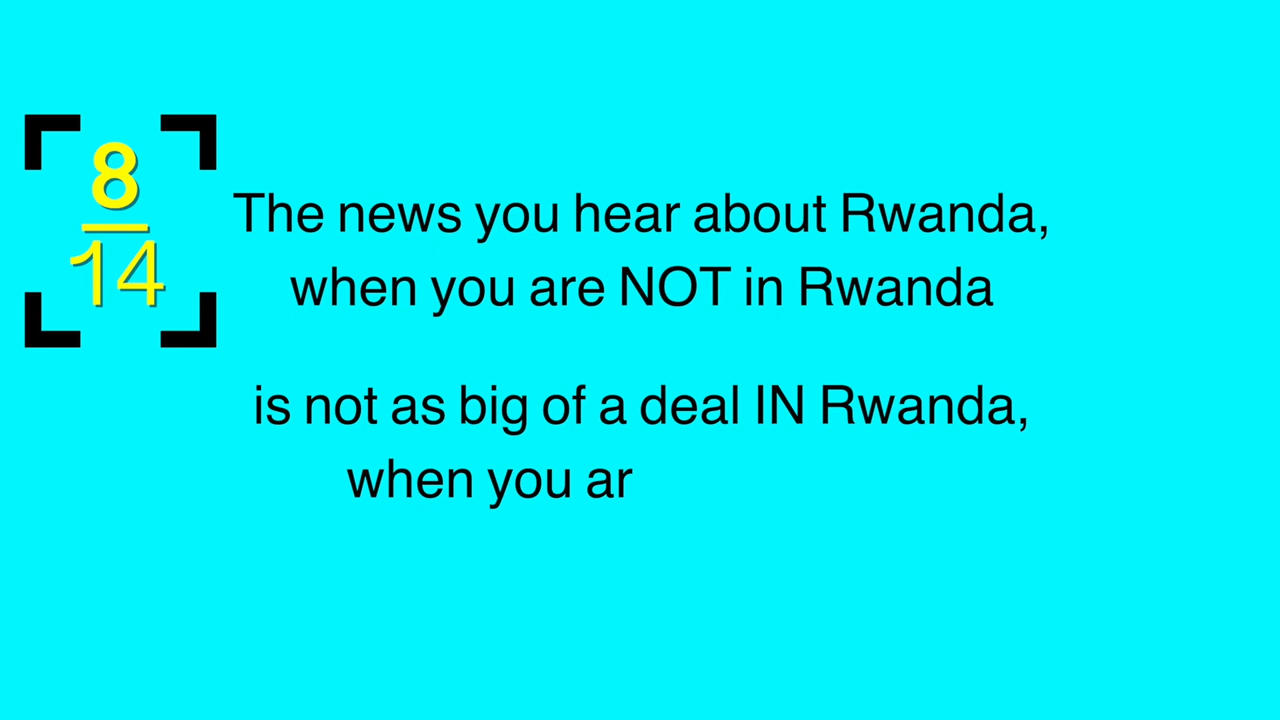 8
14
The news you hear about Rwanda,
when you are NOT in Rwanda
is not as big of a deal IN Rwanda,
when you ar